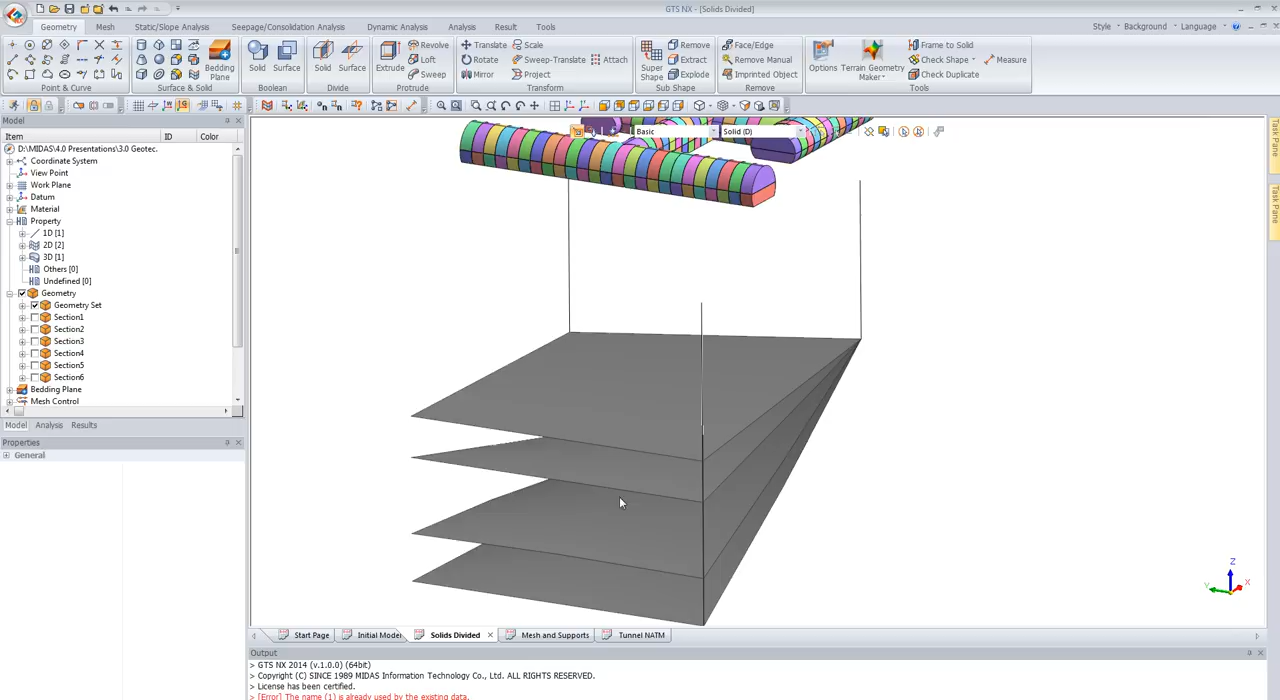 GTS NX - [Solids Divided]
Geometry Mesh Static/Slope Analysis Seepage/Consolidation Analysis Dynamic Analysis Analysis Result Tools
Style Background Language
Bedding Plane
Point & Curve
Surface & Solid
Solid Surface
Boolean
Solid Surface
Divide
Extrude
Revolve
Loft
Sweep
Protrude
Translate Scale
Rotate Sweep-Translate Attach
Mirror Project
Transform
Super Shape
Remove
Extract
Explode
Sub Shape
Face/Edge
Remove Manual
Imprinted Object
Remove
Options
Terrain Geometry Maker
Frame to Solid
Check Shape Measure
Check Duplicate
Tools
Model
Item ID Color
D:\MIDAS\4.0 Presentations\3.0 Geotec.
Coordinate System
View Point
Work Plane
Datum
Material
Property
1D [1]
2D [2]
3D [1]
Others [0]
Undefined [0]
Geometry
Geometry Set
Section1
Section2
Section3
Section4
Section5
Section6
Bedding Plane
Mesh Control
Model Analysis Results
Properties
General
Basic
Solid (D)
Task Pane
Task Pane
Z
Y
X
Start Page Initial Model Solids Divided Mesh and Supports Tunnel NATM
Output
> GTS NX 2014 (v.1.0.0) (64bit)
> Copyright (C) SINCE 1989 MIDAS Information Technology Co., Ltd. ALL RIGHTS RESERVED.
> License has been certified.
> [Error] The name (1) is already used by the existing data.